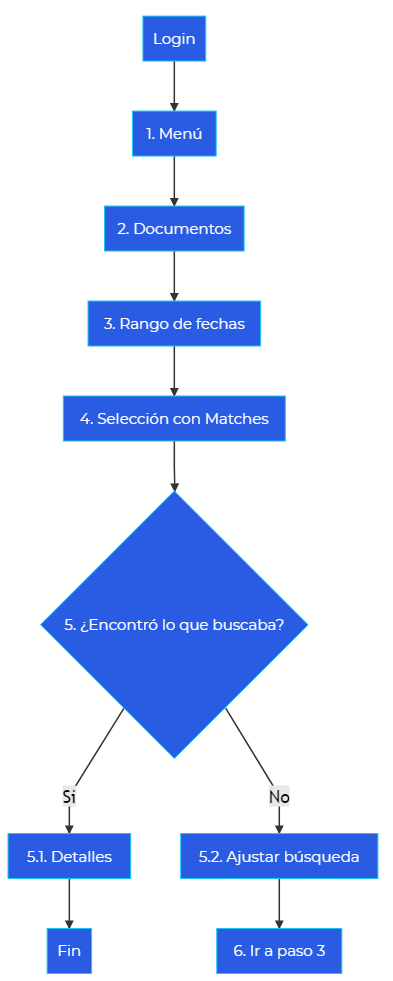 Login
1. Menú
2. Documentos
3. Rango de fechas
4. Selección con Matches
5. ¿Encontró lo que buscaba?
Si
No
5.1. Detalles
5.2. Ajustar búsqueda
Fin
6. Ir a paso 3